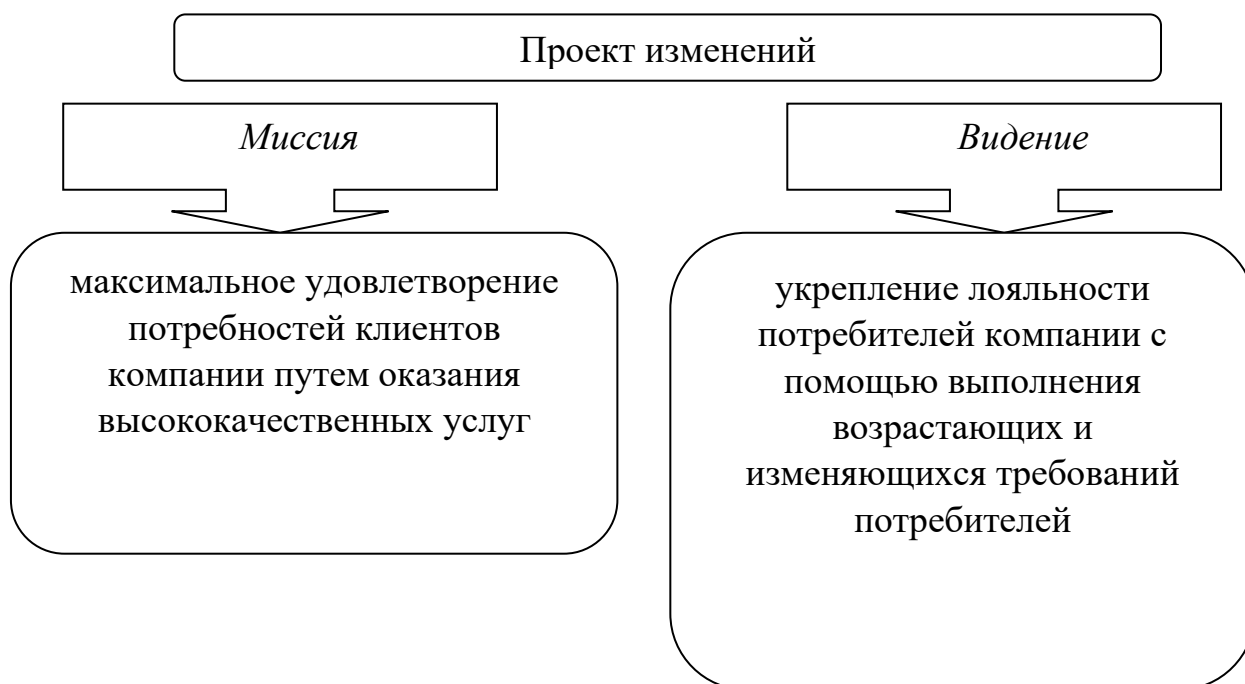 Проект изменений
Миссия
Видение
максимальное удовлетворение
потребностей клиентов
компании путем оказания
высококачественных услуг
укрепление лояльности
потребителей компании с
помощью выполнения
возрастающих и
изменяющихся требований
потребителей